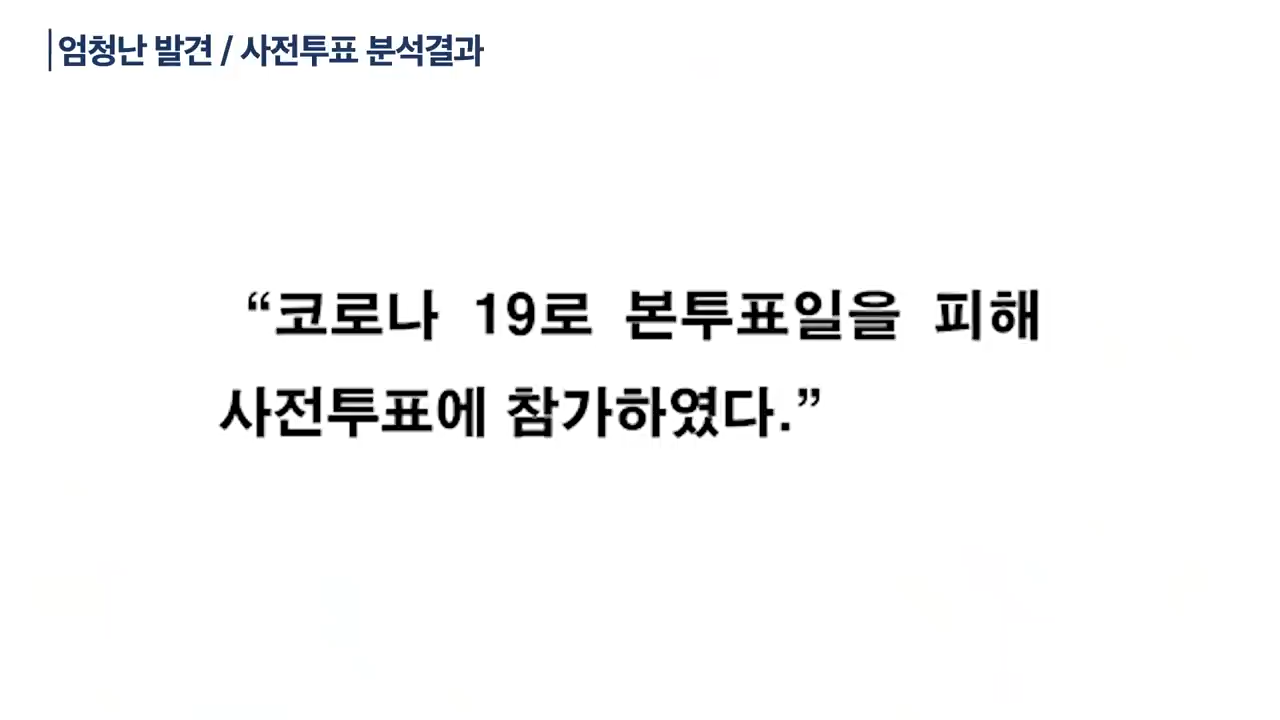 엄청난 발견 / 사전투표 분석결과
“코로나 19로 본투표일을 피해
사전투표에 참가하였다.”